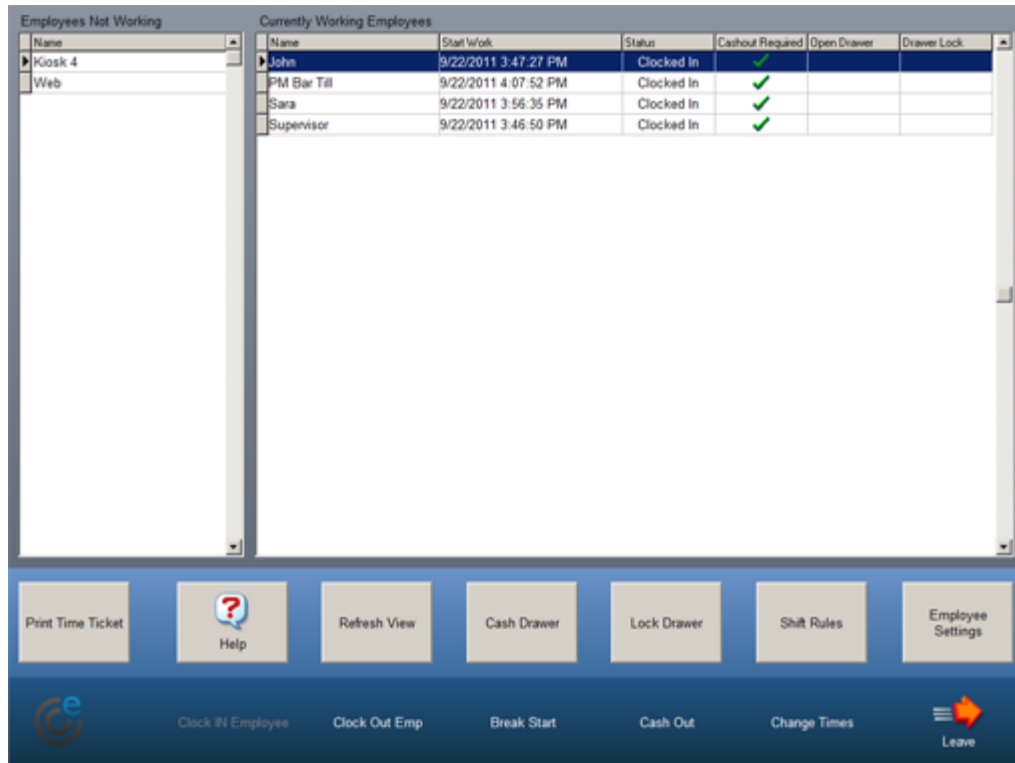 Employees Not Working
Currently Working Employees
Name
Name Start Work Status Cashout Required Open Drawer Drawer Lock
Kiosk 4
John 9/22/2011 3:47:27 PM Clocked In
Web
PM Bar Till 9/22/2011 4:07:52 PM Clocked In
Sara 9/22/2011 3:56:35 PM Clocked In
Supervisor 9/22/2011 3:46:50 PM Clocked In
Print Time Ticket
Help
Refresh View
Cash Drawer
Lock Drawer
Shift Rules
Employee
Settings
Clock IN Employee
Clock Out Emp
Break Start
Cash Out
Change Times
Leave